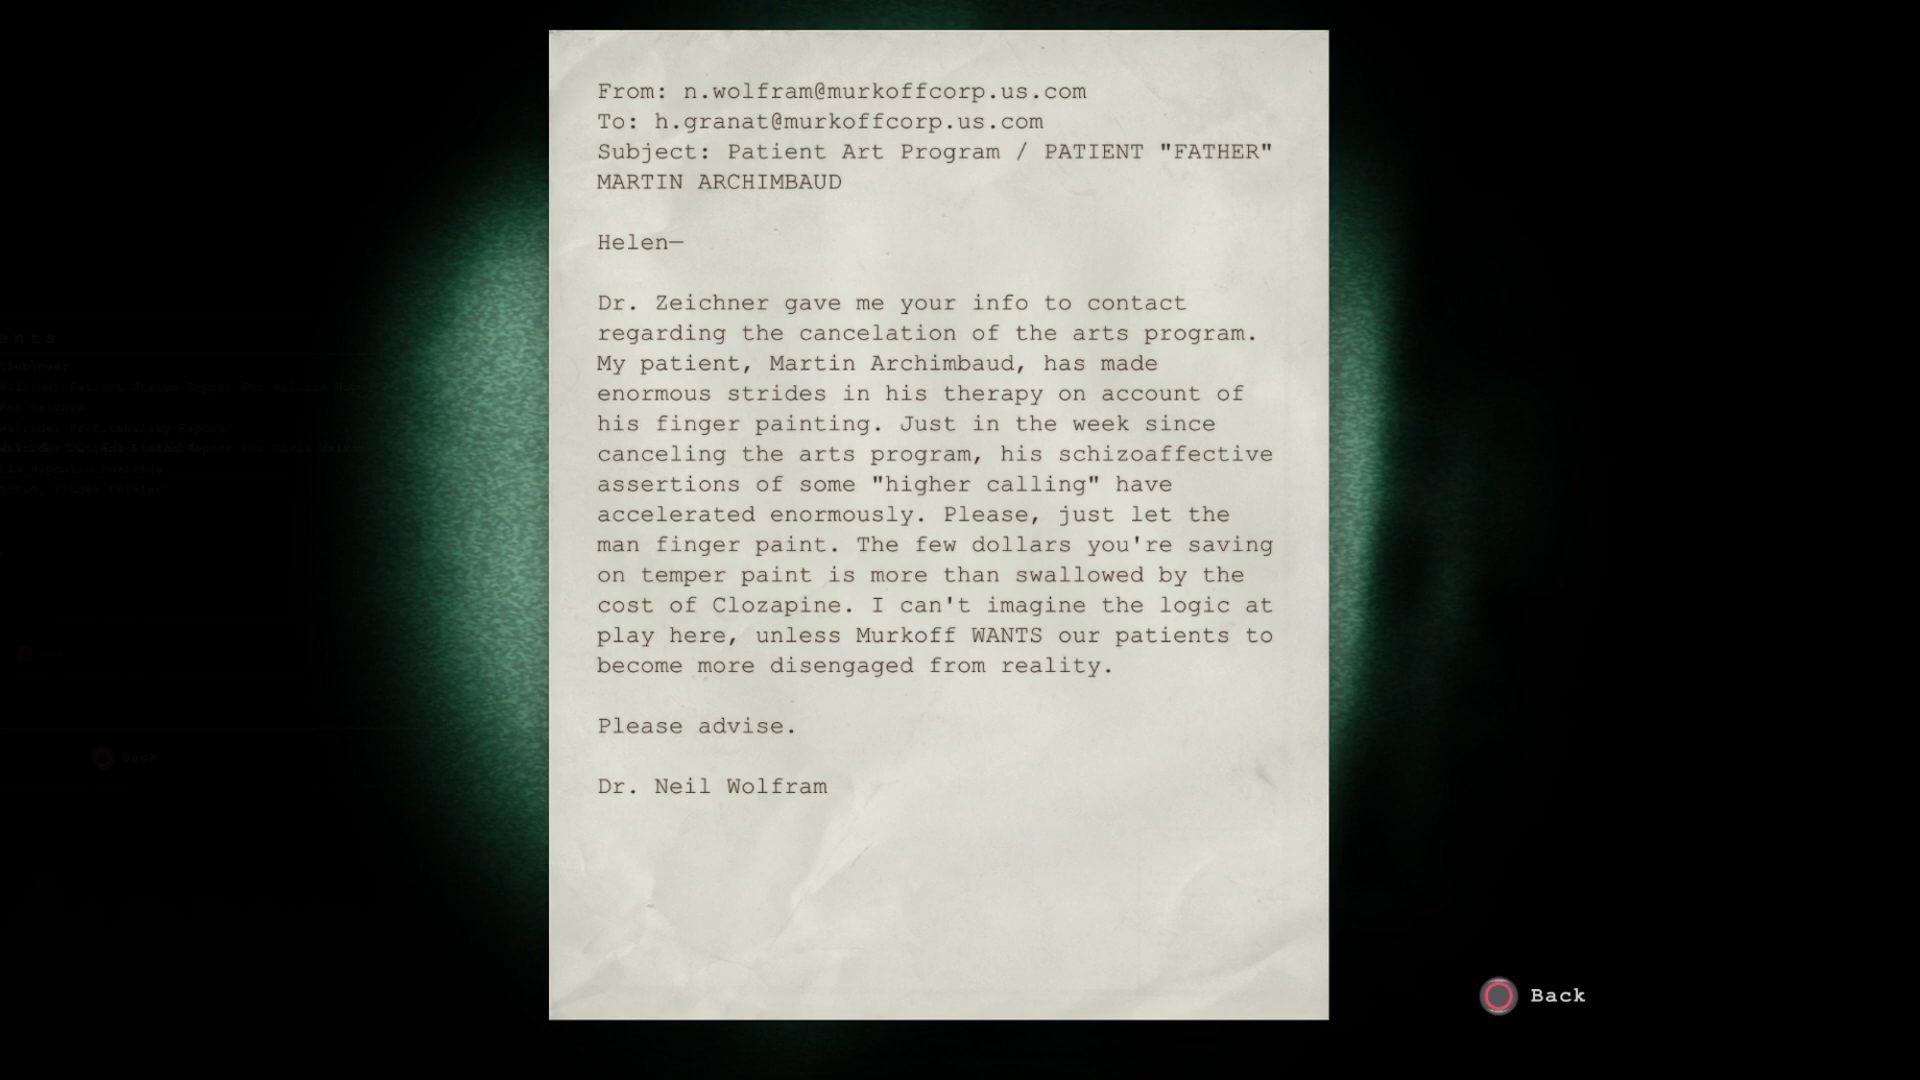 From: n.wolfram@murkoffcorp.us.com
To: h.granat@murkoffcorp.us.com
Subject: Patient Art Program / PATIENT "FATHER"
MARTIN ARCHIMBAUD
Helen—
Dr. Zeichner gave me your info to contact
regarding the cancelation of the arts program.
My patient, Martin Archimbaud, has made
enormous strides in his therapy on account of
his finger painting. Just in the week since
canceling the arts program, his schizoaffective
assertions of some "higher calling" have
accelerated enormously. Please, just let the
man finger paint. The few dollars you're saving
on temper paint is more than swallowed by the
cost of Clozapine. I can't imagine the logic at
play here, unless Murkoff WANTS our patients to
become more disengaged from reality.
Please advise.
Dr. Neil Wolfram
Back
Back